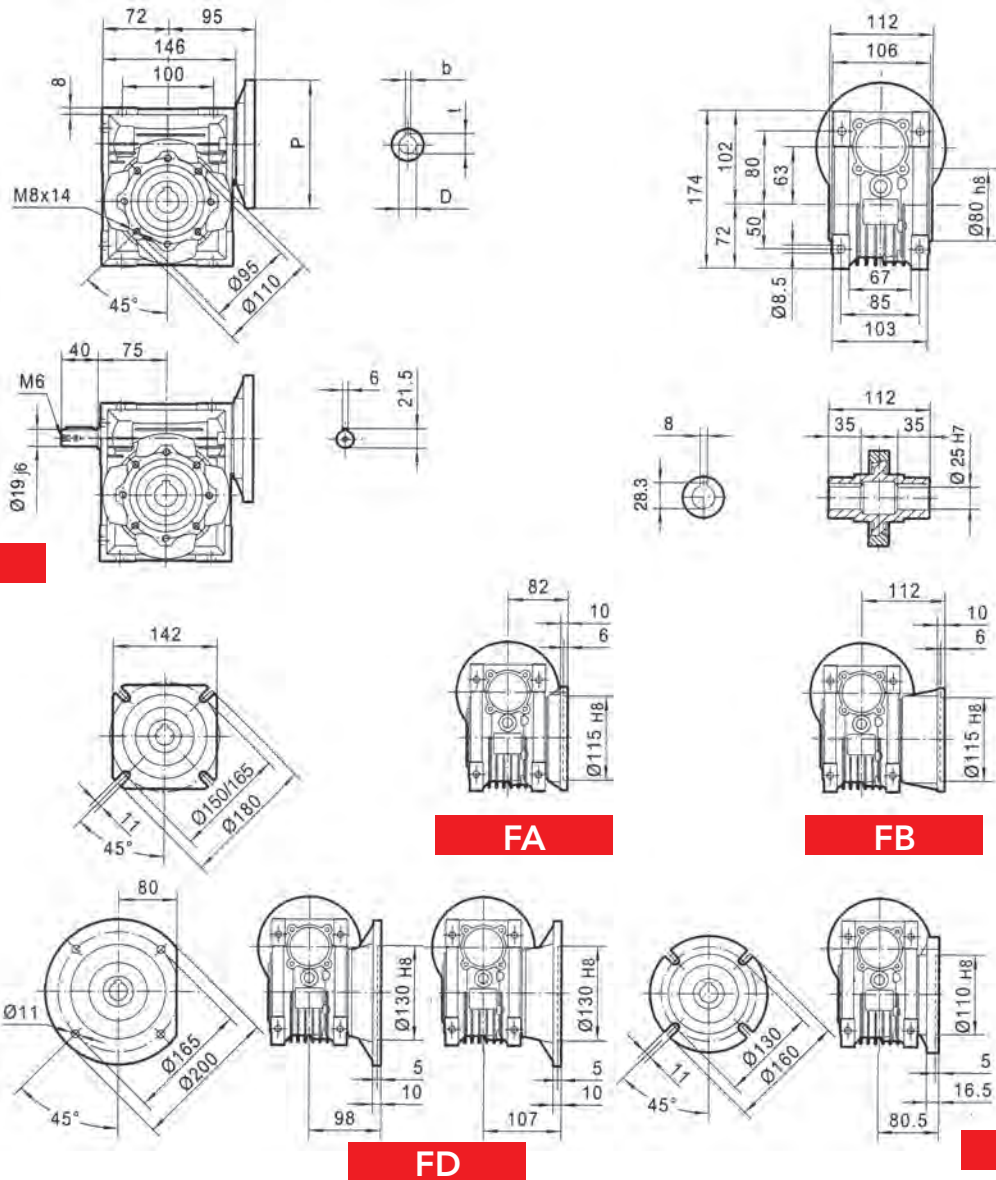 72
95
146
100
8
P
M8x14
Ø95
Ø110
45°
b
t
D
112
106
174
102
80
63
72
50
Ø80 h8
Ø8.5
67
85
103
40
75
M6
Ø19 j6
6
21.5
8
28.3
112
35
35
Ø 25 H7
142
Ø150/165
Ø180
11
45°
82
10
6
Ø115 H8
FA
112
10
6
Ø115 H8
FB
80
Ø11
Ø165
Ø200
45°
Ø130 H8
5
10
98
Ø130 H8
5
10
107
FD
Ø130
Ø160
11
45°
Ø110 H8
5
16.5
80.5